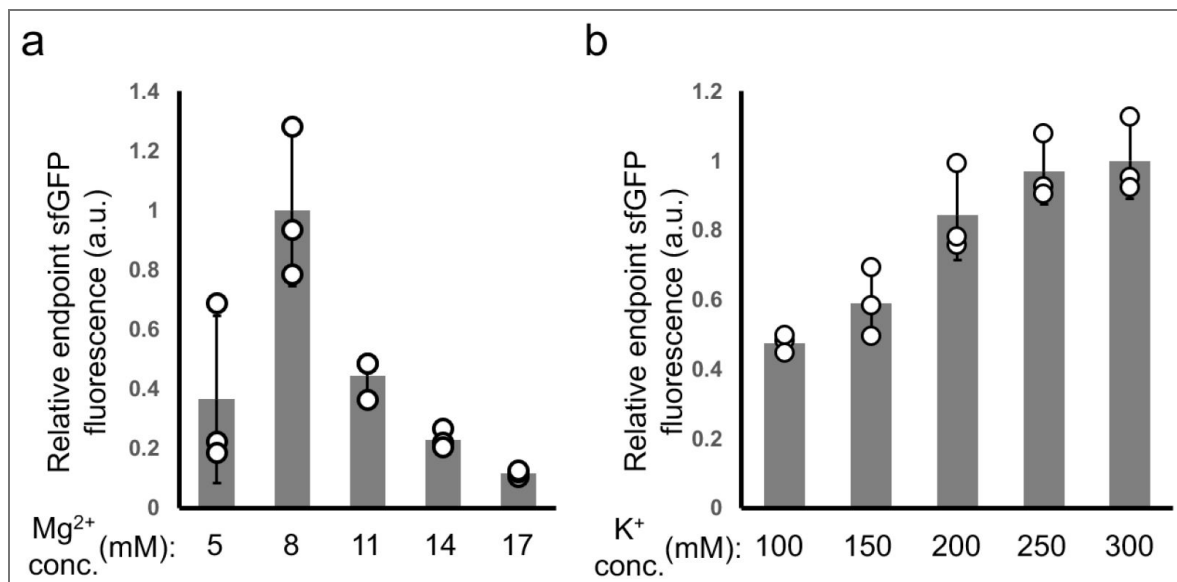 a
Relative endpoint sfGFP
fluorescence (a.u.)
1.4
1.2
1
0.8
0.6
0.4
0.2
0
Mg²⁺
conc. (mM): 5 8 11 14 17
b
Relative endpoint sfGFP
fluorescence (a.u.)
1.2
1
0.8
0.6
0.4
0.2
0
K⁺
conc. (mM): 100 150 200 250 300